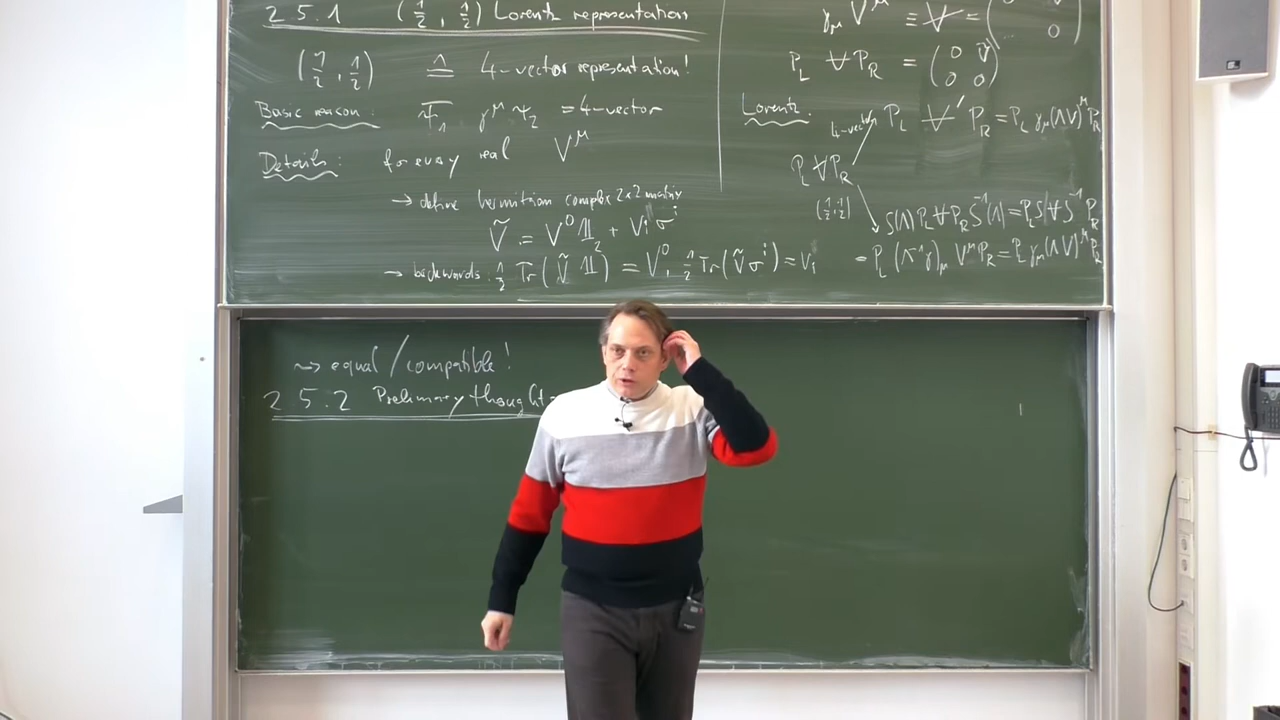 2.5.1 (½, ½) Lorentz representation
(½, ½) ≙ 4-vector representation!
Basic reason: Ψ̄₁ γ^μ Ψ₂ = 4-vector
Details: for every real V^μ
→ define hermitian complex 2x2 matrix
Ṽ := V⁰ 𝟙₂ + Vⁱ σⁱ
→ backwards: ½ Tr(Ṽ 𝟙) = V⁰, ½ Tr(Ṽ σⁱ) = Vⁱ
γ_μ V^μ ≡ V̸ =
P_L V̸ P_R = (0 Ṽ
0 0)
Lorentz: 4-vector P_L V̸' P_R = P_L γ_μ (ΛV)^μ P_R
P_L V̸ P_R
(½,½) S(Λ) P_L V̸ P_R S⁻¹(Λ) = P_L S V̸ S⁻¹ P_R
= P_L (Λ⁻¹γ)_μ V^μ P_R = P_L γ_μ (ΛV)^μ P_R
⇝ equal / compatible!
2.5.2 Preliminary thought